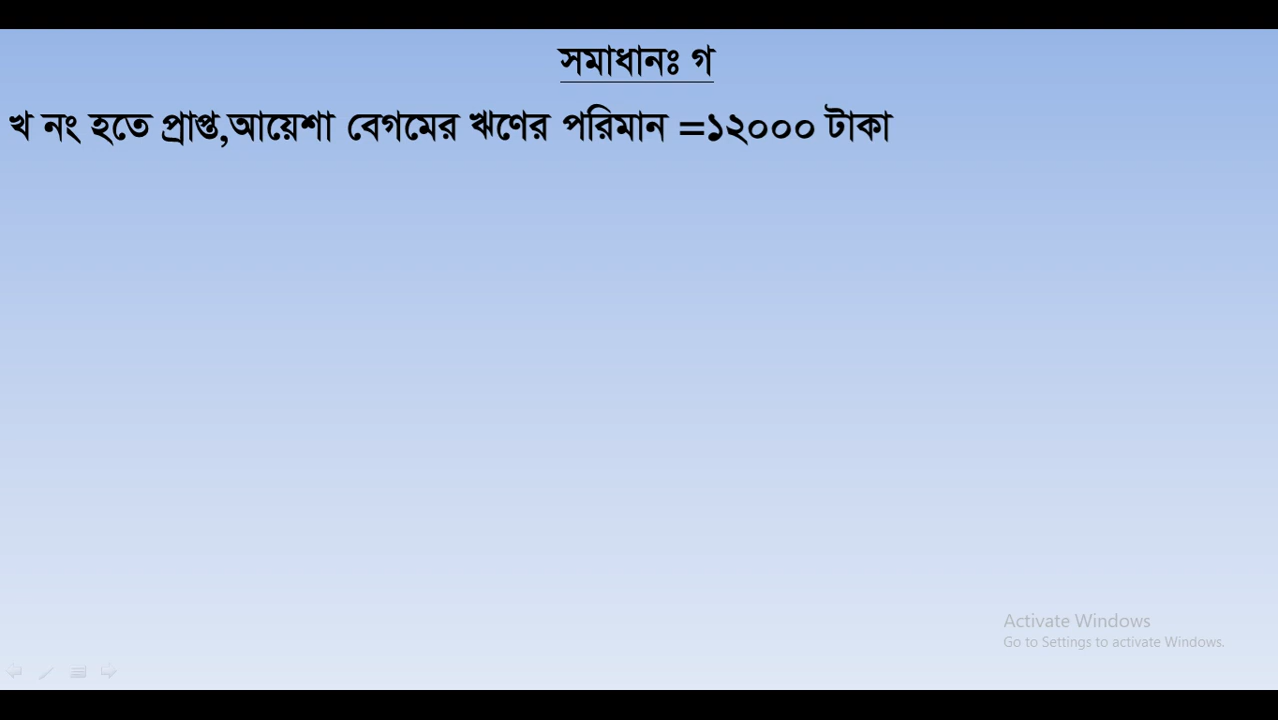 সমাধানঃ গ
খ নং হতে প্রাপ্ত,আয়েশা বেগমের ঋণের পরিমান =১২০০০ টাকা
Activate Windows
Go to Settings to activate Windows.